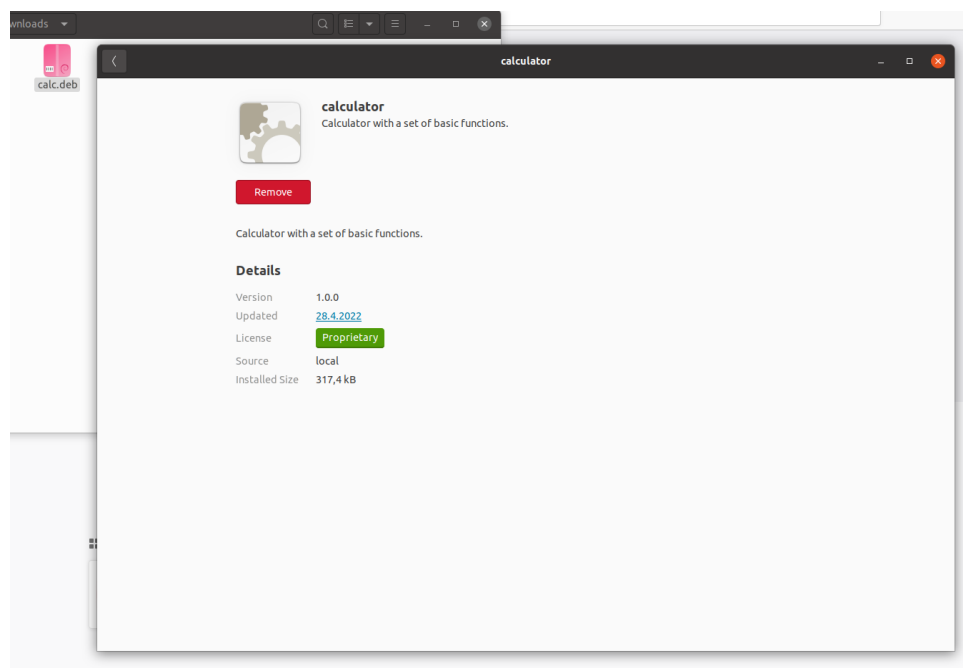 wnloads
calc.deb
calculator
calculator
Calculator with a set of basic functions.
Remove
Calculator with a set of basic functions.
Details
Version 1.0.0
Updated 28.4.2022
License Proprietary
Source local
Installed Size 317,4 kB